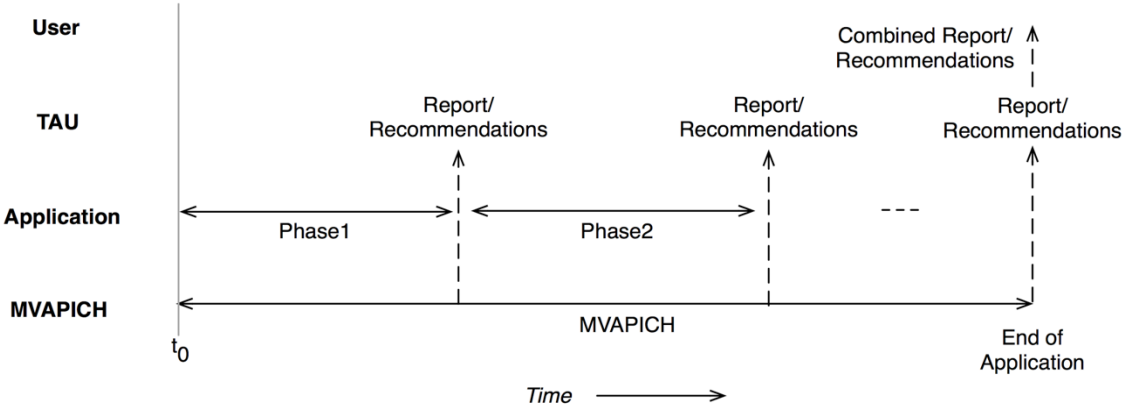 User
Combined Report/
Recommendations
TAU
Report/
Recommendations
Report/
Recommendations
Report/
Recommendations
Application
Phase1
Phase2
---
MVAPICH
MVAPICH
t0
End of
Application
Time